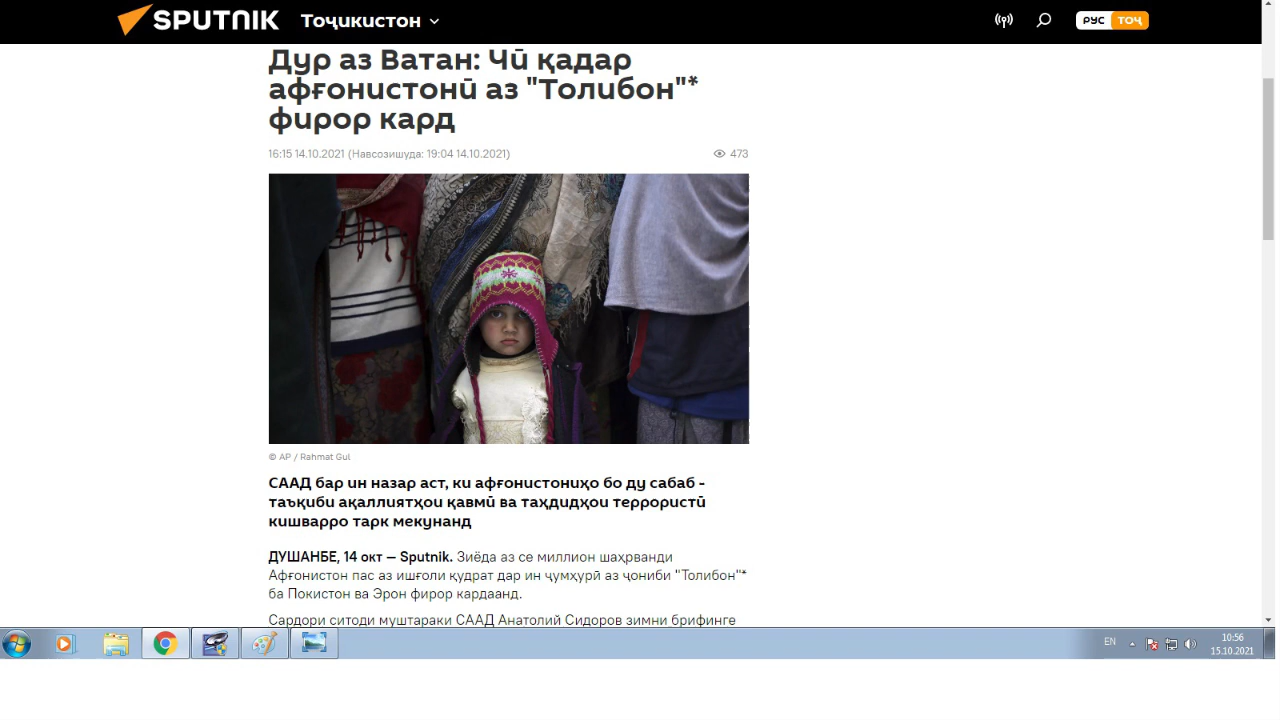 SPUTNIK Тоҷикистон РУС ТОҶ
Дур аз Ватан: Чӣ қадар
афғонистонӣ аз "Толибон"*
фирор кард
16:15 14.10.2021 (Навсозишуда: 19:04 14.10.2021) 473
© AP / Rahmat Gul
СААД бар ин назар аст, ки афғонистониҳо бо ду сабаб -
таъқиби ақаллиятҳои қавмӣ ва таҳдидҳои террористӣ
кишварро тарк мекунанд
ДУШАНБЕ, 14 окт — Sputnik. Зиёда аз се миллион шаҳрванди
Афғонистон пас аз ишғоли қудрат дар ин ҷумҳурӣ аз ҷониби "Толибон"*
ба Покистон ва Эрон фирор кардаанд.
Сардори ситоди муштараки СААД Анатолий Сидоров зимни брифинге
EN 10:56
15.10.2021